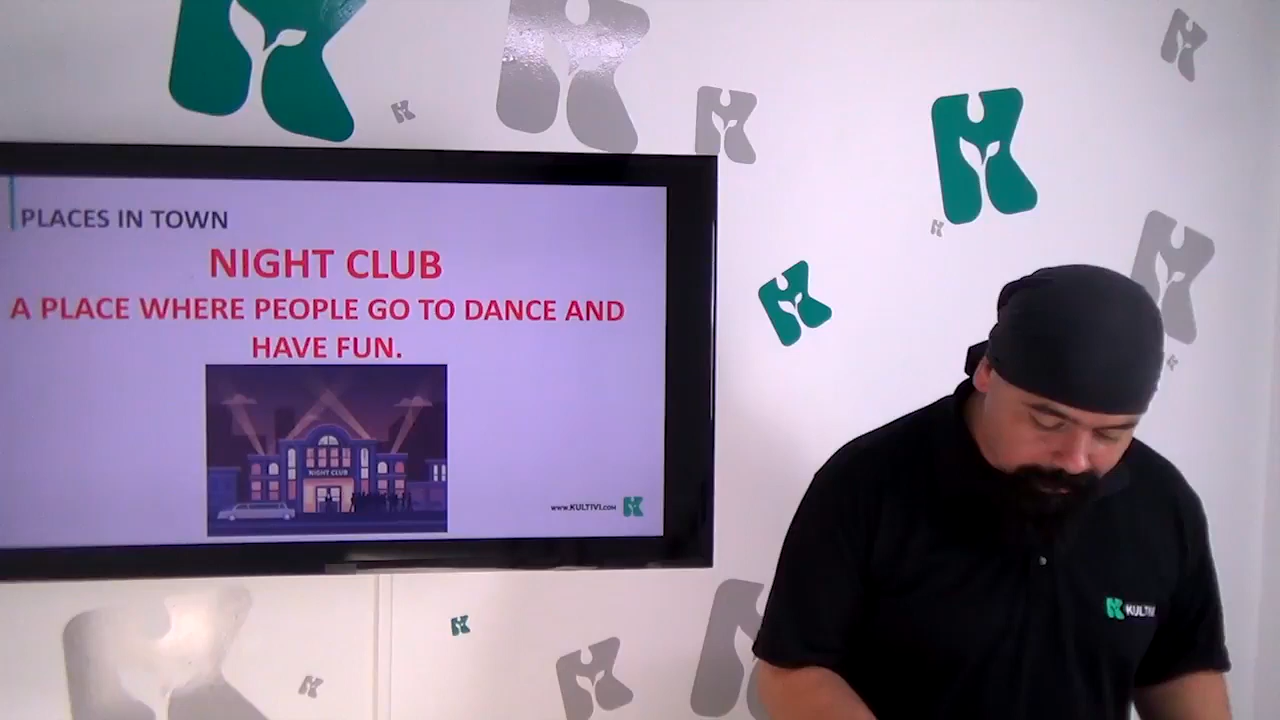 PLACES IN TOWN
NIGHT CLUB
A PLACE WHERE PEOPLE GO TO DANCE AND
HAVE FUN.
NIGHT CLUB
www.KULTIVI.com
KULTIVI